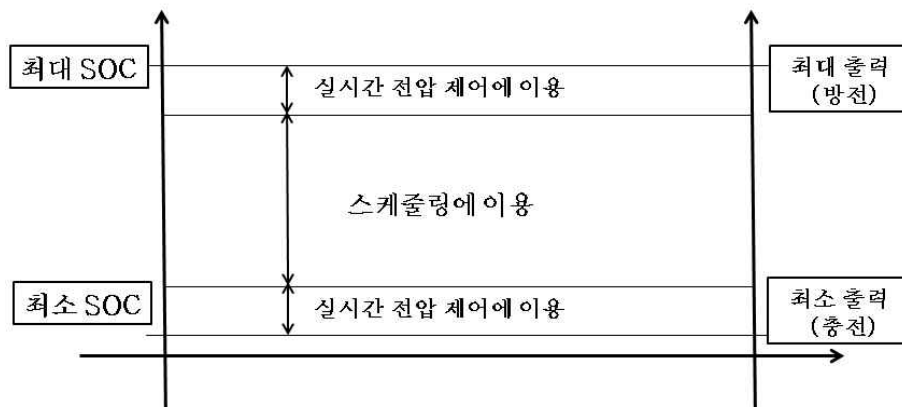 최대 SOC
실시간 전압 제어에 이용
최대 출력
(방전)
스케줄링에 이용
최소 SOC
실시간 전압 제어에 이용
최소 출력
(충전)